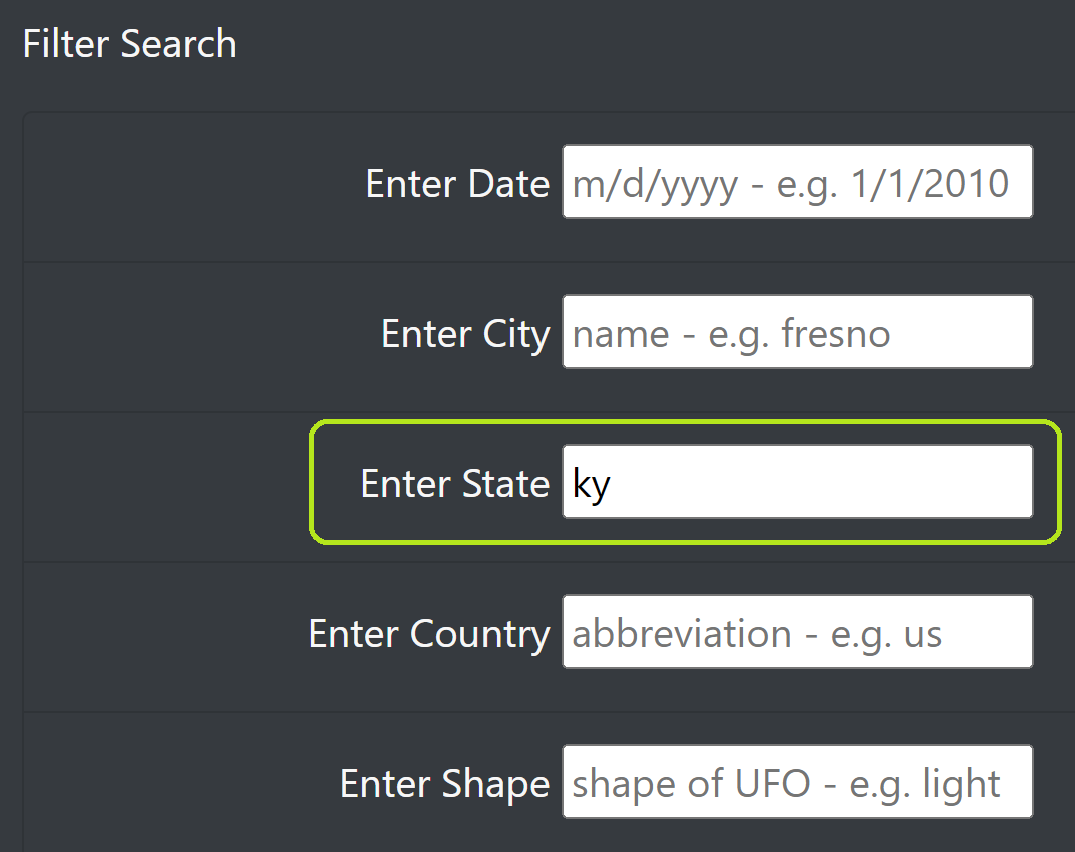 Filter Search
Enter Date m/d/yyyy - e.g. 1/1/2010
Enter City name - e.g. fresno
Enter State ky
Enter Country abbreviation - e.g. us
Enter Shape shape of UFO - e.g. light